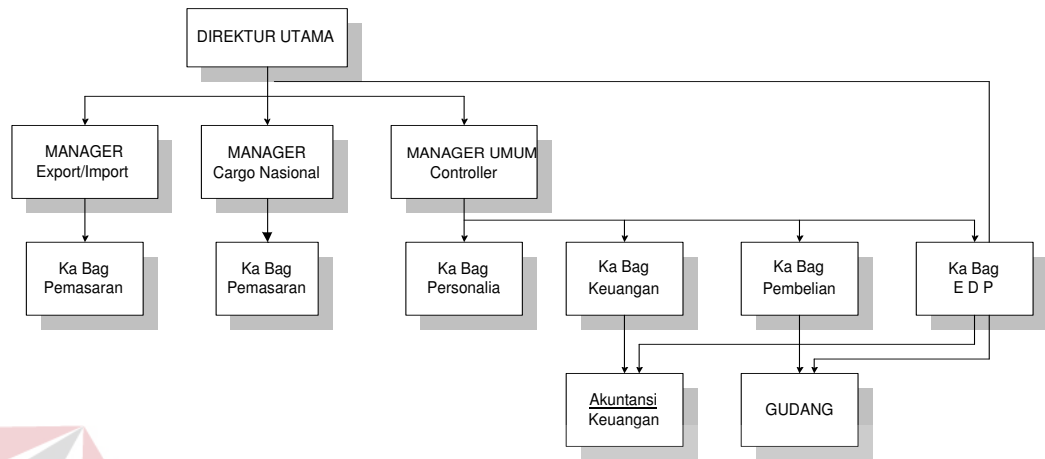 DIREKTUR UTAMA
MANAGER
Export/Import
MANAGER
Cargo Nasional
MANAGER UMUM
Controller
Ka Bag
Pemasaran
Ka Bag
Pemasaran
Ka Bag
Personalia
Ka Bag
Keuangan
Ka Bag
Pembelian
Ka Bag
E D P
Akuntansi
Keuangan
GUDANG